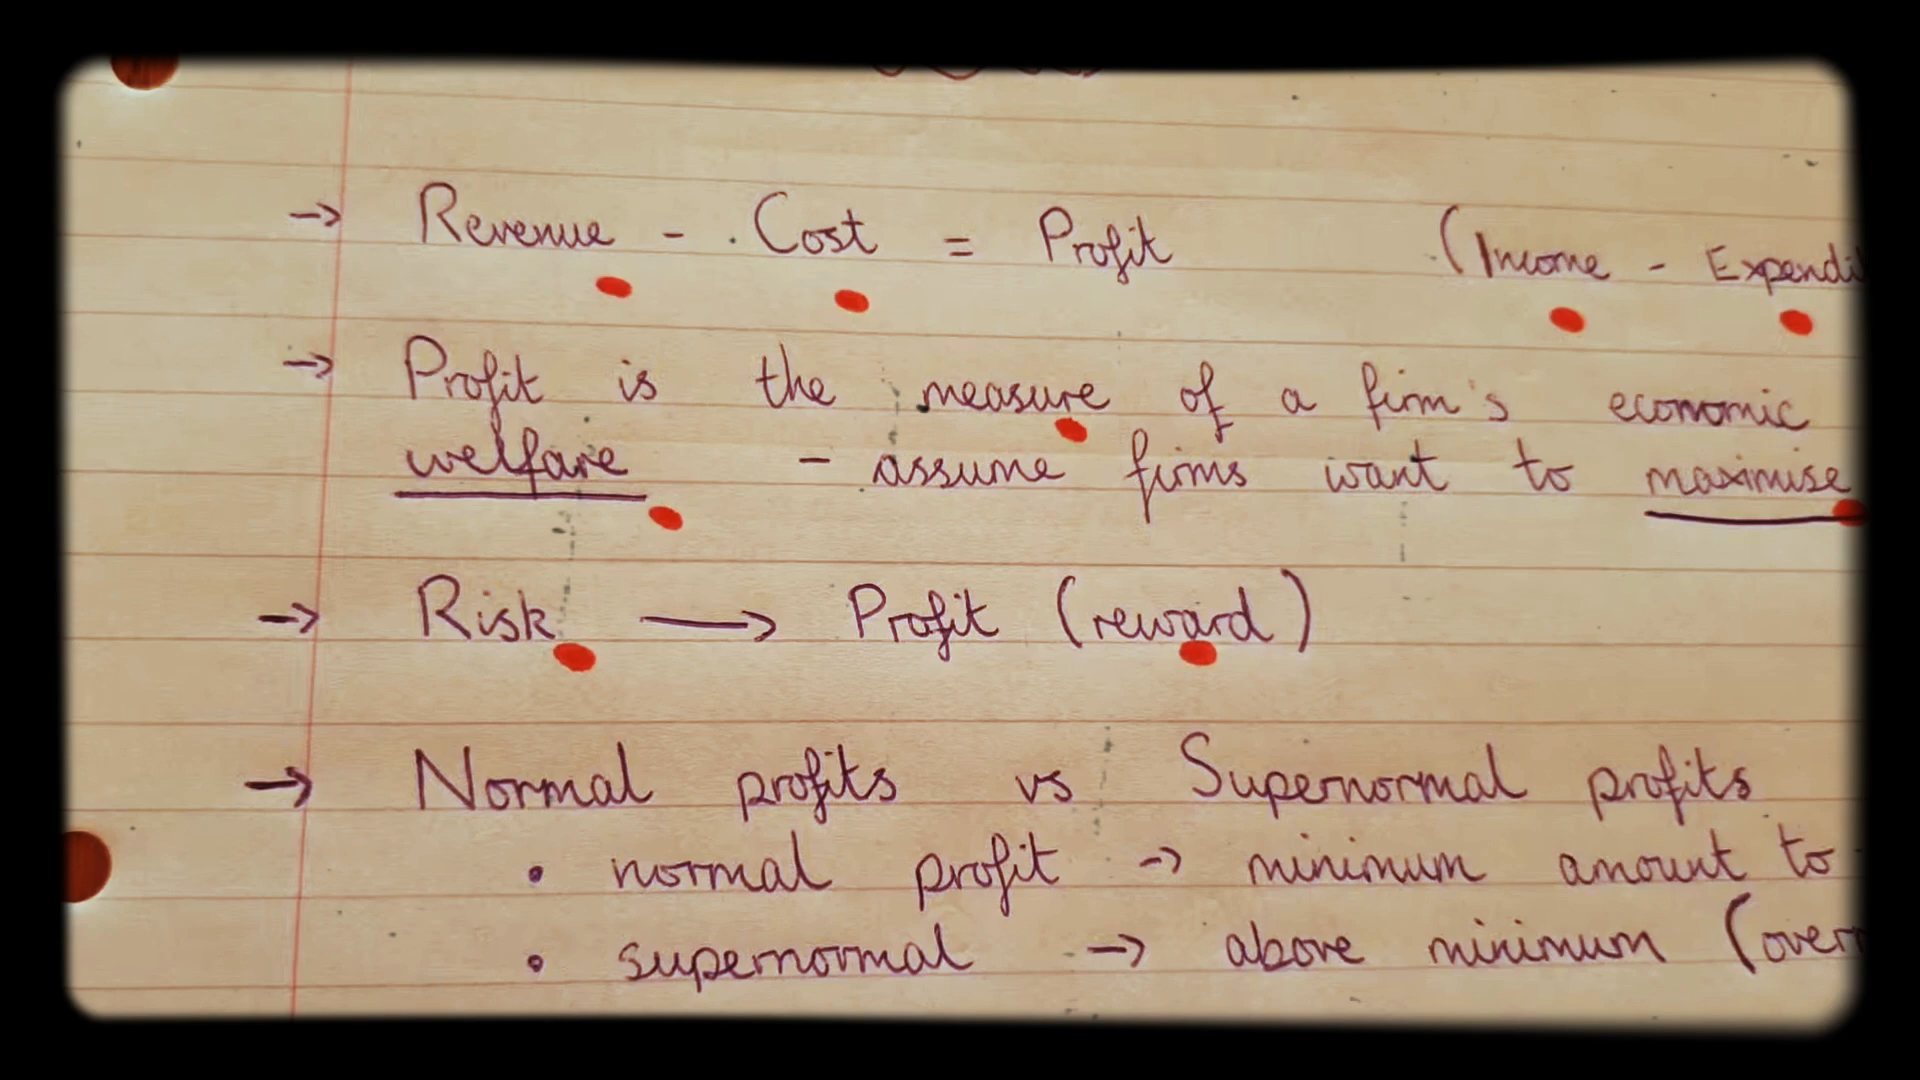 → Revenue - Cost = Profit (Income - Expendi
→ Profit is the measure of a firm's economic
welfare - assume firms want to maximise
→ Risk → Profit (reward)
→ Normal profits vs Supernormal profits
• normal profit → minimum amount to
• supernormal → above minimum (over